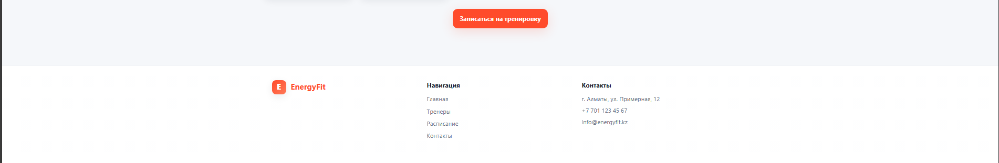 Записаться на тренировку
E EnergyFit
Навигация
Главная
Тренеры
Расписание
Контакты
Контакты
г. Алматы, ул. Примерная, 12
+7 701 123 45 67
info@energyfit.kz